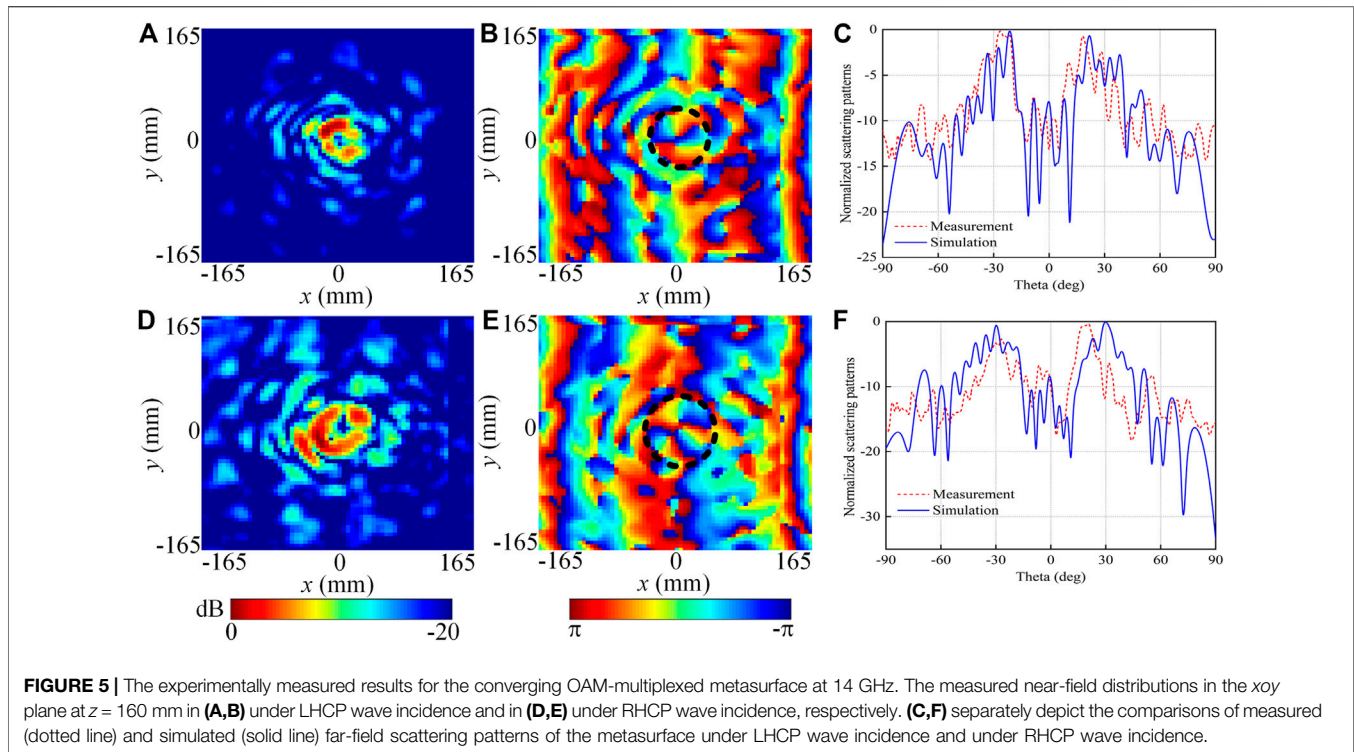 A
165
y (mm)
0
-165
-165
0
165
x (mm)
B
165
y (mm)
0
-165
-165
0
165
x (mm)
C
Normalized scattering patterns
0
-5
-10
-15
-20
-25
Measurement
Simulation
-90
-60
-30
0
30
60
90
Theta (deg)
D
165
y (mm)
0
-165
-165
0
165
x (mm)
E
165
y (mm)
0
-165
-165
0
165
x (mm)
F
Normalized scattering patterns
0
-10
-20
-30
Measurement
Simulation
-90
-60
-30
0
30
60
90
Theta (deg)
dB
0
-20
π
-π
FIGURE 5 | The experimentally measured results for the converging OAM-multiplexed metasurface at 14 GHz. The measured near-field distributions in the xoy
plane at z = 160 mm in (A,B) under LHCP wave incidence and in (D,E) under RHCP wave incidence, respectively. (C,F) separately depict the comparisons of measured
(dotted line) and simulated (solid line) far-field scattering patterns of the metasurface under LHCP wave incidence and under RHCP wave incidence.